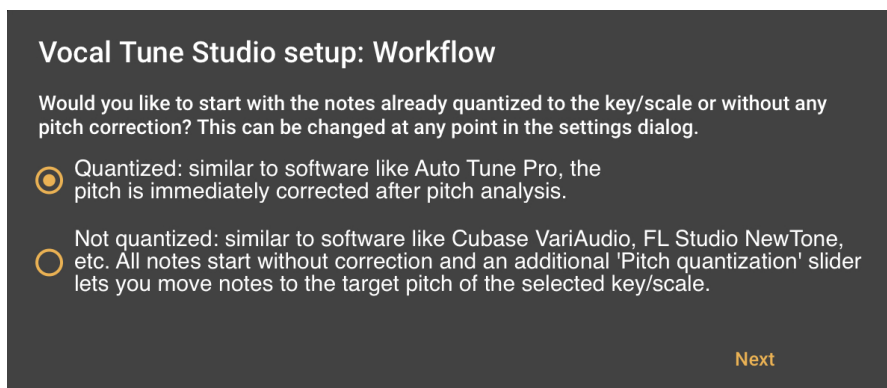 Vocal Tune Studio setup: Workflow
Would you like to start with the notes already quantized to the key/scale or without any
pitch correction? This can be changed at any point in the settings dialog.
Quantized: similar to software like Auto Tune Pro, the
pitch is immediately corrected after pitch analysis.
Not quantized: similar to software like Cubase VariAudio, FL Studio NewTone,
etc. All notes start without correction and an additional 'Pitch quantization' slider
lets you move notes to the target pitch of the selected key/scale.
Next